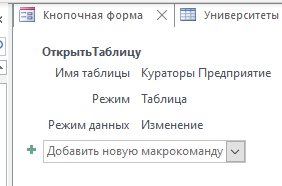 Кнопочная форма Университеты
ОткрытьТаблицу
Имя таблицы Кураторы Предприятие
Режим Таблица
Режим данных Изменение
Добавить новую макрокоманду